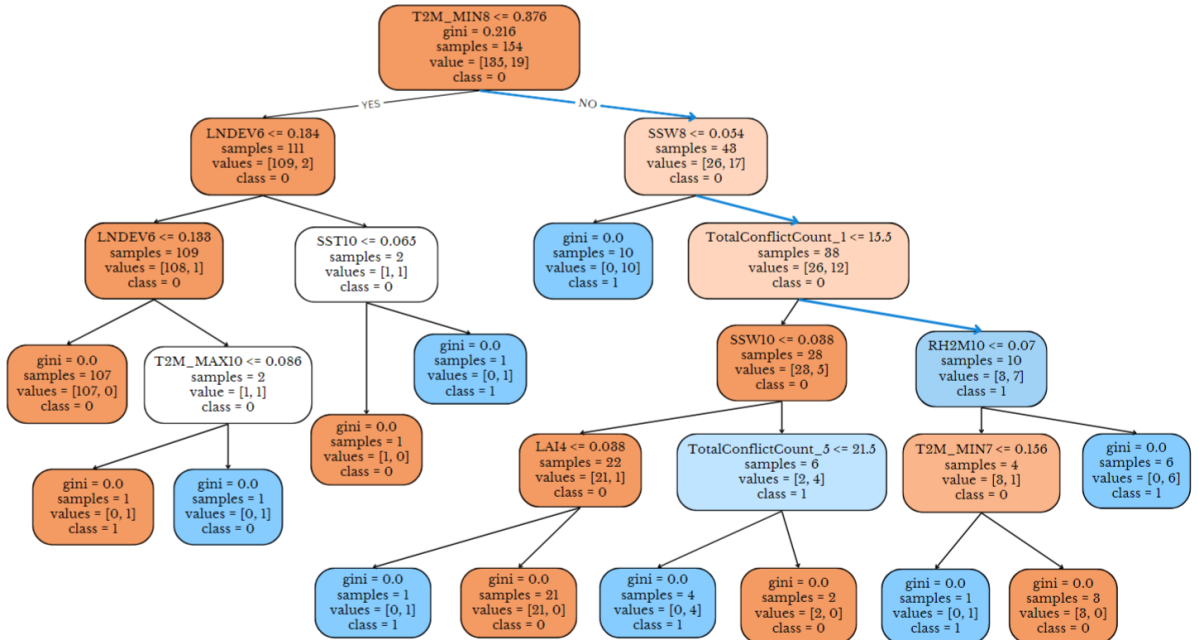 T2M_MIN8 <= 0.376
gini = 0.216
samples = 154
value = [135, 19]
class = 0
YES
NO
LNDEV6 <= 0.134
samples = 111
values = [109, 2]
class = 0
SSW8 <= 0.054
samples = 43
values = [26, 17]
class = 0
LNDEV6 <= 0.133
samples = 109
values = [108, 1]
class = 0
SST10 <= 0.065
samples = 2
values = [1, 1]
class = 0
gini = 0.0
samples = 10
values = [0, 10]
class = 1
TotalConflictCount_1 <= 15.5
samples = 38
values = [26, 12]
class = 0
gini = 0.0
samples = 107
values = [107, 0]
class = 0
T2M_MAX10 <= 0.086
samples = 2
value = [1, 1]
class = 0
gini = 0.0
samples = 1
values = [1, 0]
class = 0
gini = 0.0
samples = 1
values = [0, 1]
class = 1
SSW10 <= 0.038
samples = 28
values = [23, 5]
class = 0
RH2M10 <= 0.07
samples = 10
values = [3, 7]
class = 1
gini = 0.0
samples = 1
values = [0, 1]
class = 1
gini = 0.0
samples = 1
values = [0, 1]
class = 0
LAI4 <= 0.038
samples = 22
values = [21, 1]
class = 0
TotalConflictCount_5 <= 21.5
samples = 6
values = [2, 4]
class = 1
T2M_MIN7 <= 0.156
samples = 4
value = [3, 1]
class = 0
gini = 0.0
samples = 6
values = [0, 6]
class = 1
gini = 0.0
samples = 1
values = [0, 1]
class = 1
gini = 0.0
samples = 21
values = [21, 0]
class = 0
gini = 0.0
samples = 4
values = [0, 4]
class = 1
gini = 0.0
samples = 2
values = [2, 0]
class = 0
gini = 0.0
samples = 1
values = [0, 1]
class = 1
gini = 0.0
samples = 3
values = [3, 0]
class = 0